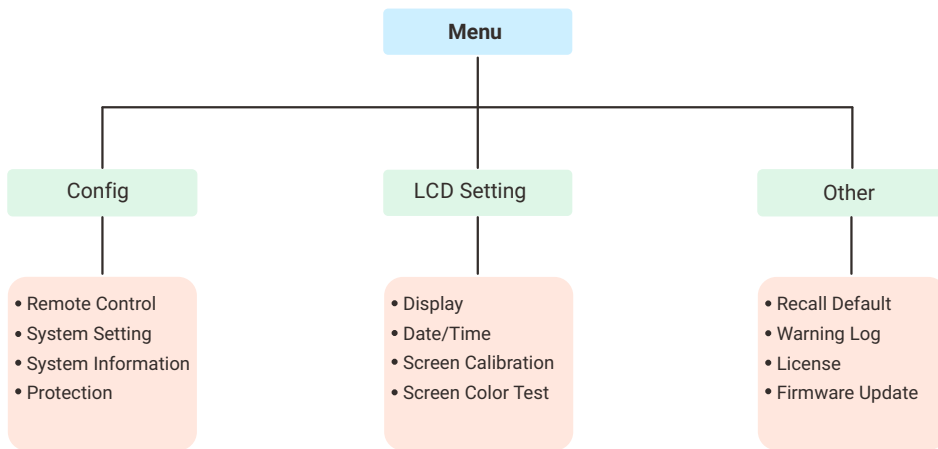 Menu
Config
LCD Setting
Other
• Remote Control
• System Setting
• System Information
• Protection
• Display
• Date/Time
• Screen Calibration
• Screen Color Test
• Recall Default
• Warning Log
• License
• Firmware Update